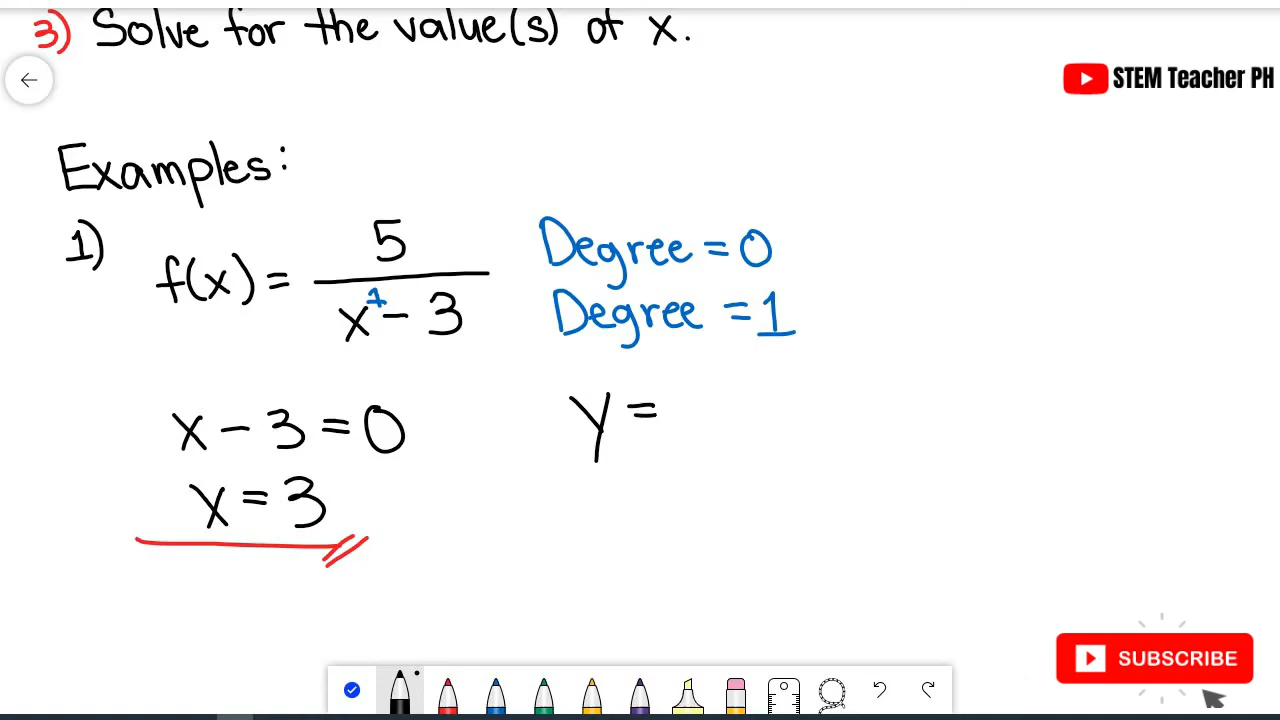 3) Solve for the value(s) of x.
STEM Teacher PH
Examples:
1) f(x) = 5 / x¹ - 3
Degree = 0
Degree = 1
x - 3 = 0
x = 3
y =
SUBSCRIBE